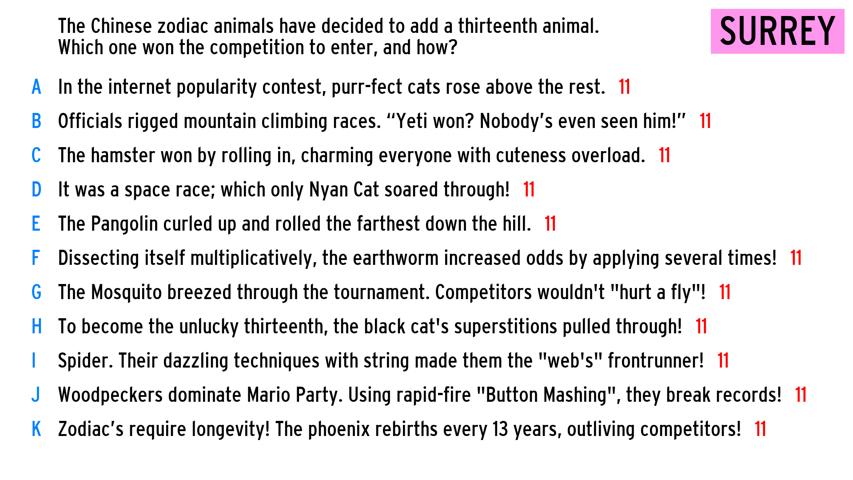 The Chinese zodiac animals have decided to add a thirteenth animal.
Which one won the competition to enter, and how?
SURREY
A In the internet popularity contest, purr-fect cats rose above the rest. 11
B Officials rigged mountain climbing races. “Yeti won? Nobody’s even seen him!” 11
C The hamster won by rolling in, charming everyone with cuteness overload. 11
D It was a space race; which only Nyan Cat soared through! 11
E The Pangolin curled up and rolled the farthest down the hill. 11
F Dissecting itself multiplicatively, the earthworm increased odds by applying several times! 11
G The Mosquito breezed through the tournament. Competitors wouldn't "hurt a fly"! 11
H To become the unlucky thirteenth, the black cat's superstitions pulled through! 11
I Spider. Their dazzling techniques with string made them the "web's" frontrunner! 11
J Woodpeckers dominate Mario Party. Using rapid-fire "Button Mashing", they break records! 11
K Zodiac’s require longevity! The phoenix rebirths every 13 years, outliving competitors! 11